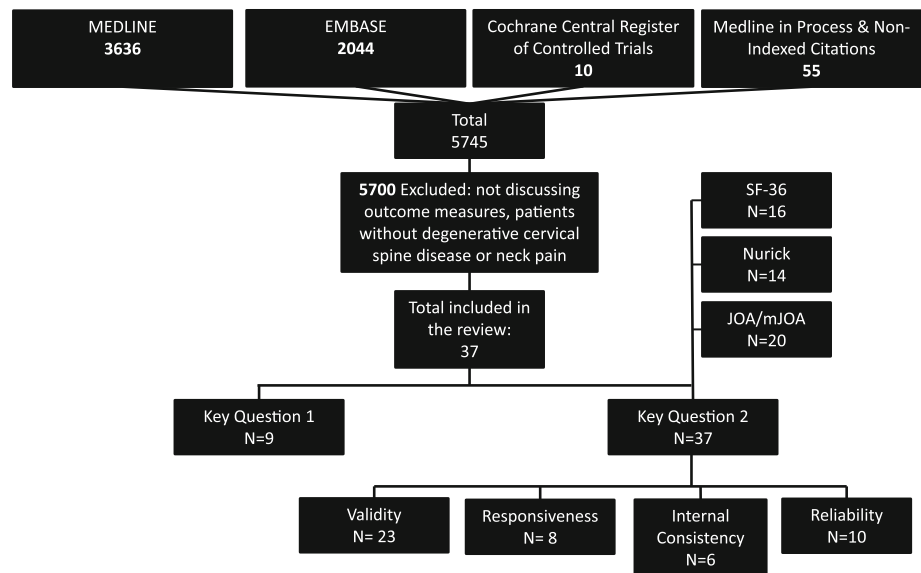 MEDLINE
3636
EMBASE
2044
Cochrane Central Register
of Controlled Trials
10
Medline in Process & Non-
Indexed Citations
55
Total
5745
5700 Excluded: not discussing
outcome measures, patients
without degenerative cervical
spine disease or neck pain
SF-36
N=16
Nurick
N=14
JOA/mJOA
N=20
Total included in
the review:
37
Key Question 1
N=9
Key Question 2
N=37
Validity
N= 23
Responsiveness
N= 8
Internal
Consistency
N=6
Reliability
N=10